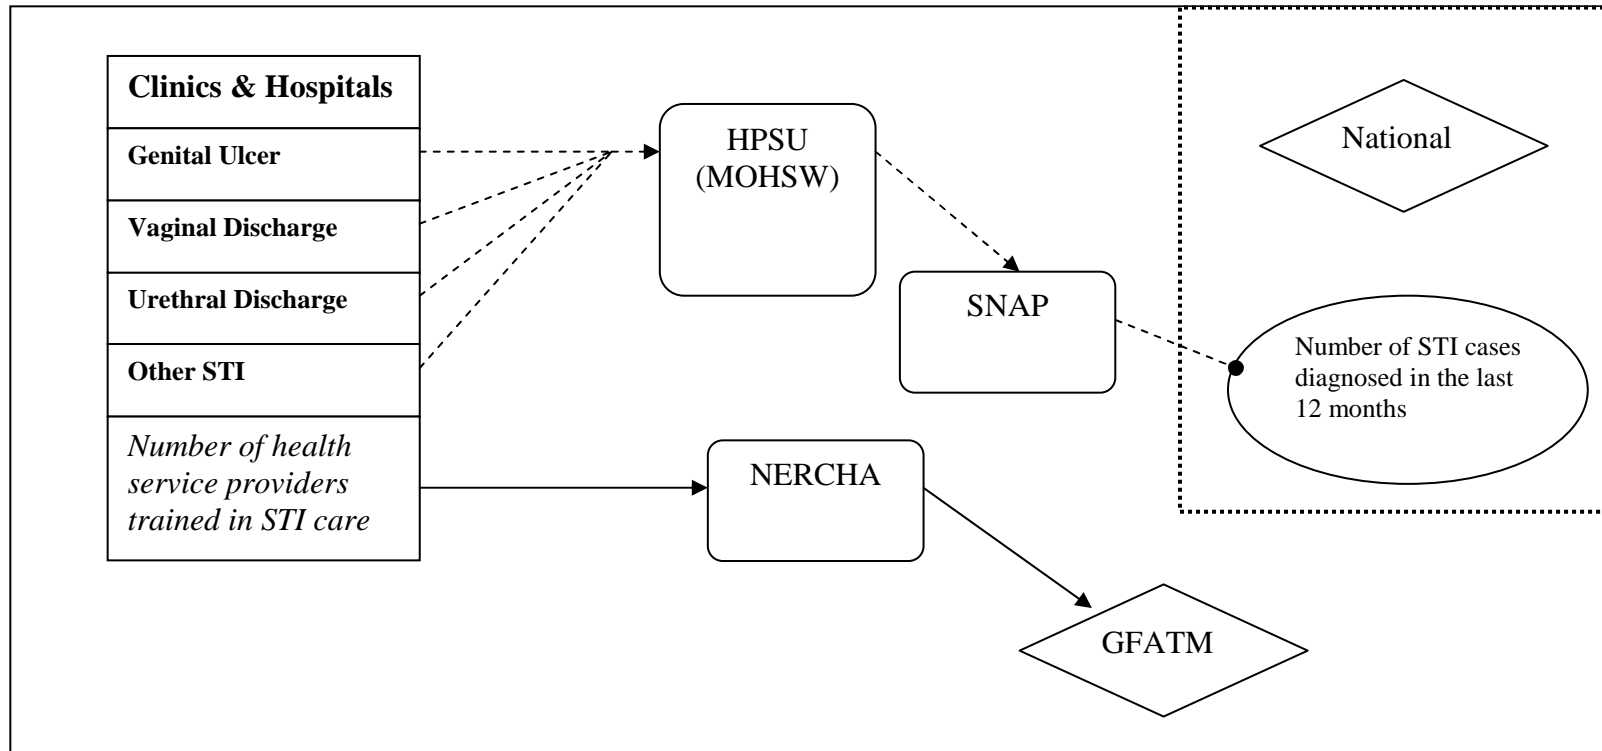 Clinics & Hospitals
Genital Ulcer
Vaginal Discharge
Urethral Discharge
Other STI
Number of health
service providers
trained in STI care
HPSU
(MOHSW)
SNAP
NERCHA
GFATM
National
Number of STI cases
diagnosed in the last
12 months